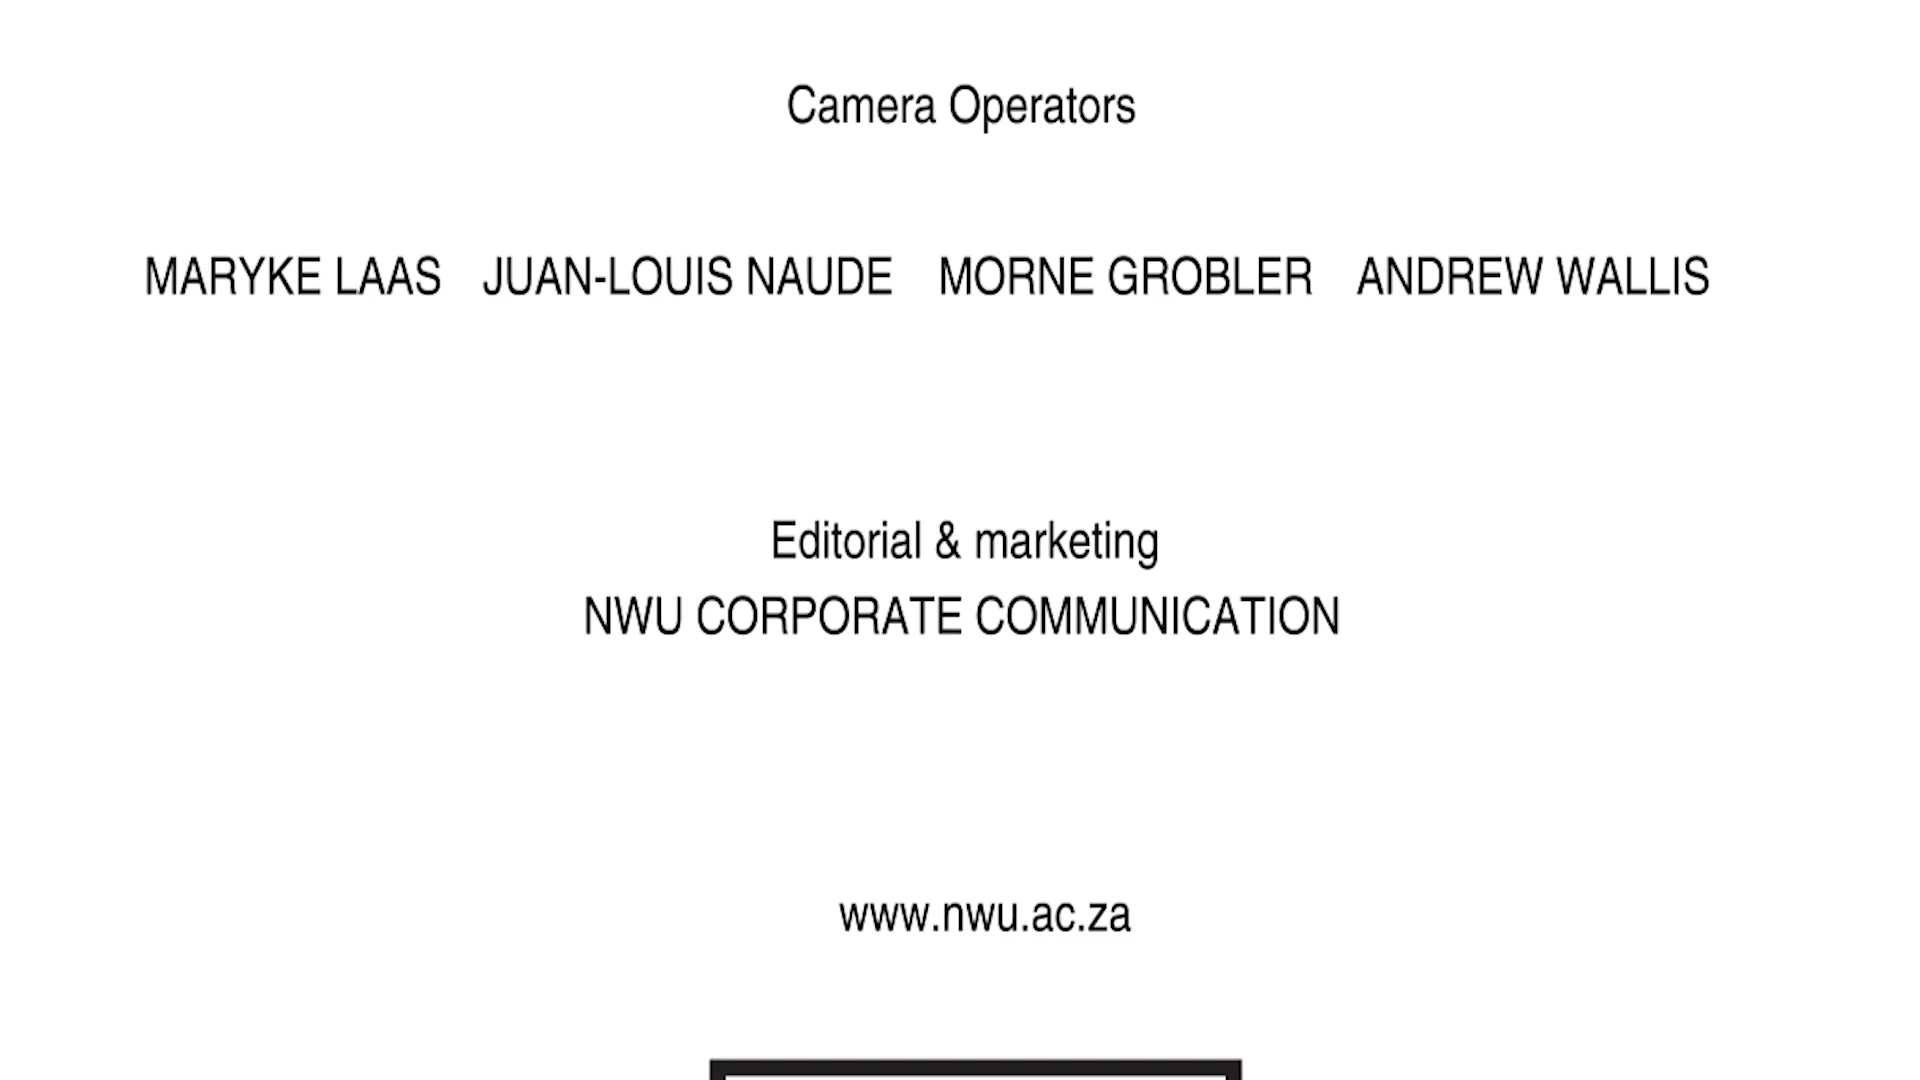 Camera Operators
MARYKE LAAS JUAN-LOUIS NAUDE MORNE GROBLER ANDREW WALLIS
Editorial & marketing
NWU CORPORATE COMMUNICATION
www.nwu.ac.za